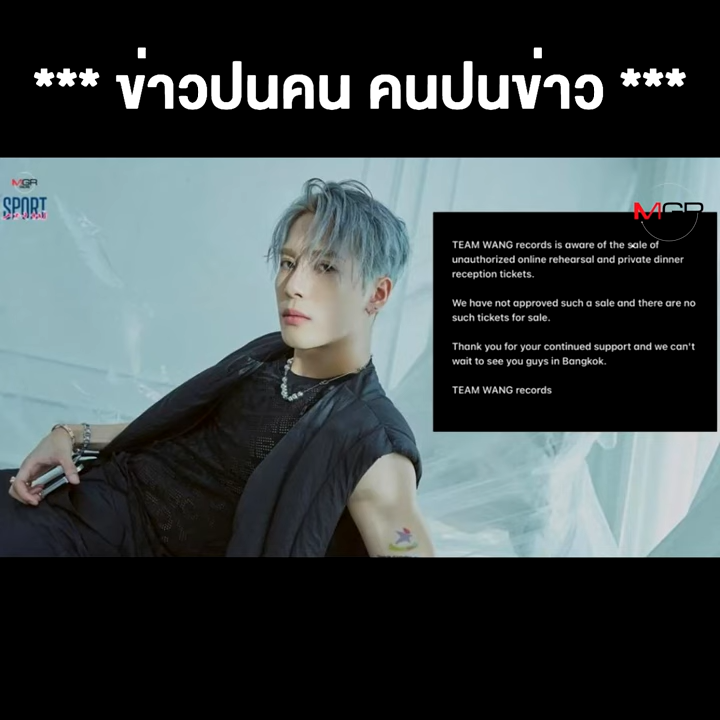 *** ข่าวปนคน คนปนข่าว ***
MGR
SPORT
MGR
TEAM WANG records is aware of the sale of
unauthorized online rehearsal and private dinner
reception tickets.
We have not approved such a sale and there are no
such tickets for sale.
Thank you for your continued support and we can't
wait to see you guys in Bangkok.
TEAM WANG records